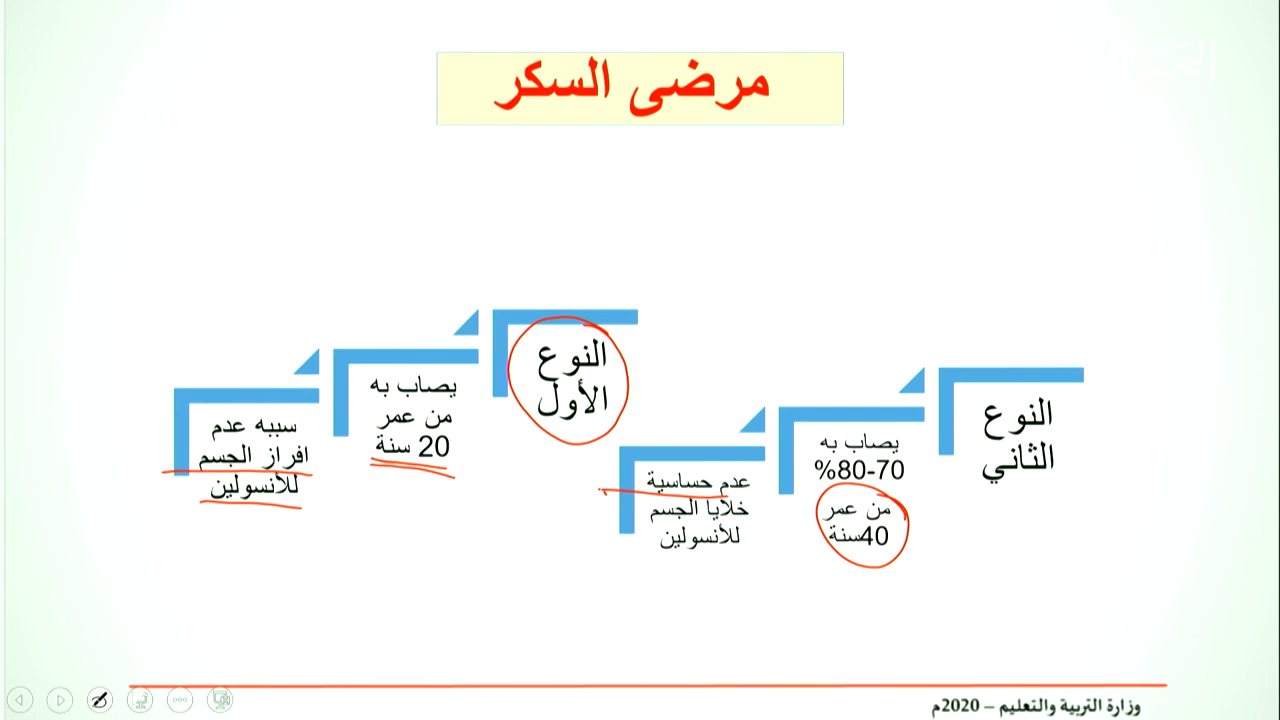 مرضى السكر
النوع
الأول
يصاب به
من عمر
20 سنة
سببه عدم
افراز الجسم
للأنسولين
النوع
الثاني
يصاب به
70-80%
من عمر
40سنة
عدم حساسية
خلايا الجسم
للأنسولين
وزارة التربية والتعليم – 2020م